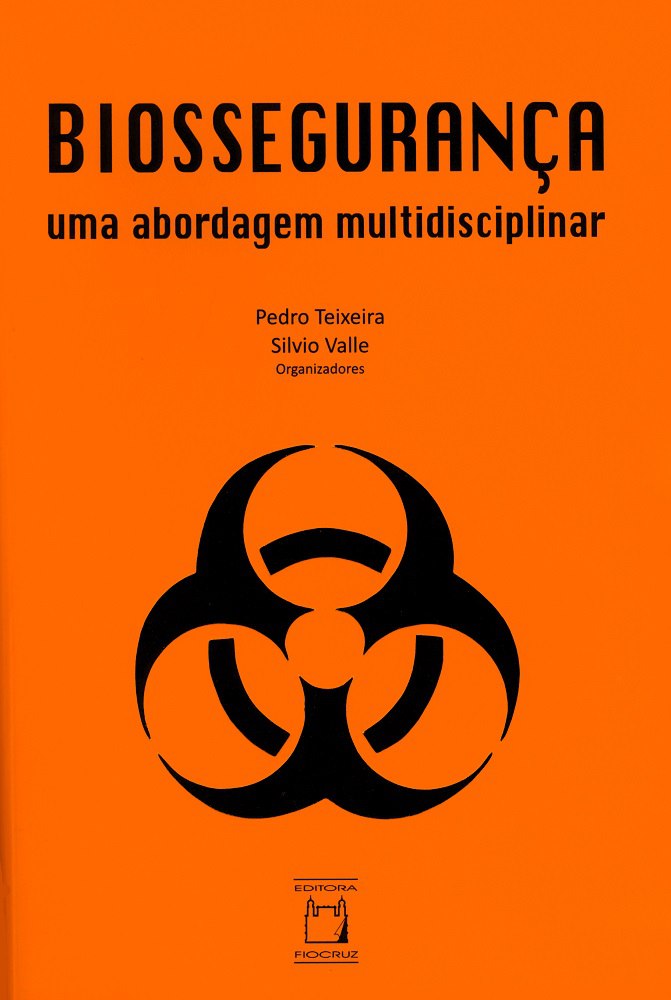 BIOSSEGURANÇA
uma abordagem multidisciplinar
Pedro Teixeira
Silvio Valle
Organizadores
EDITORA
FIOCRUZ